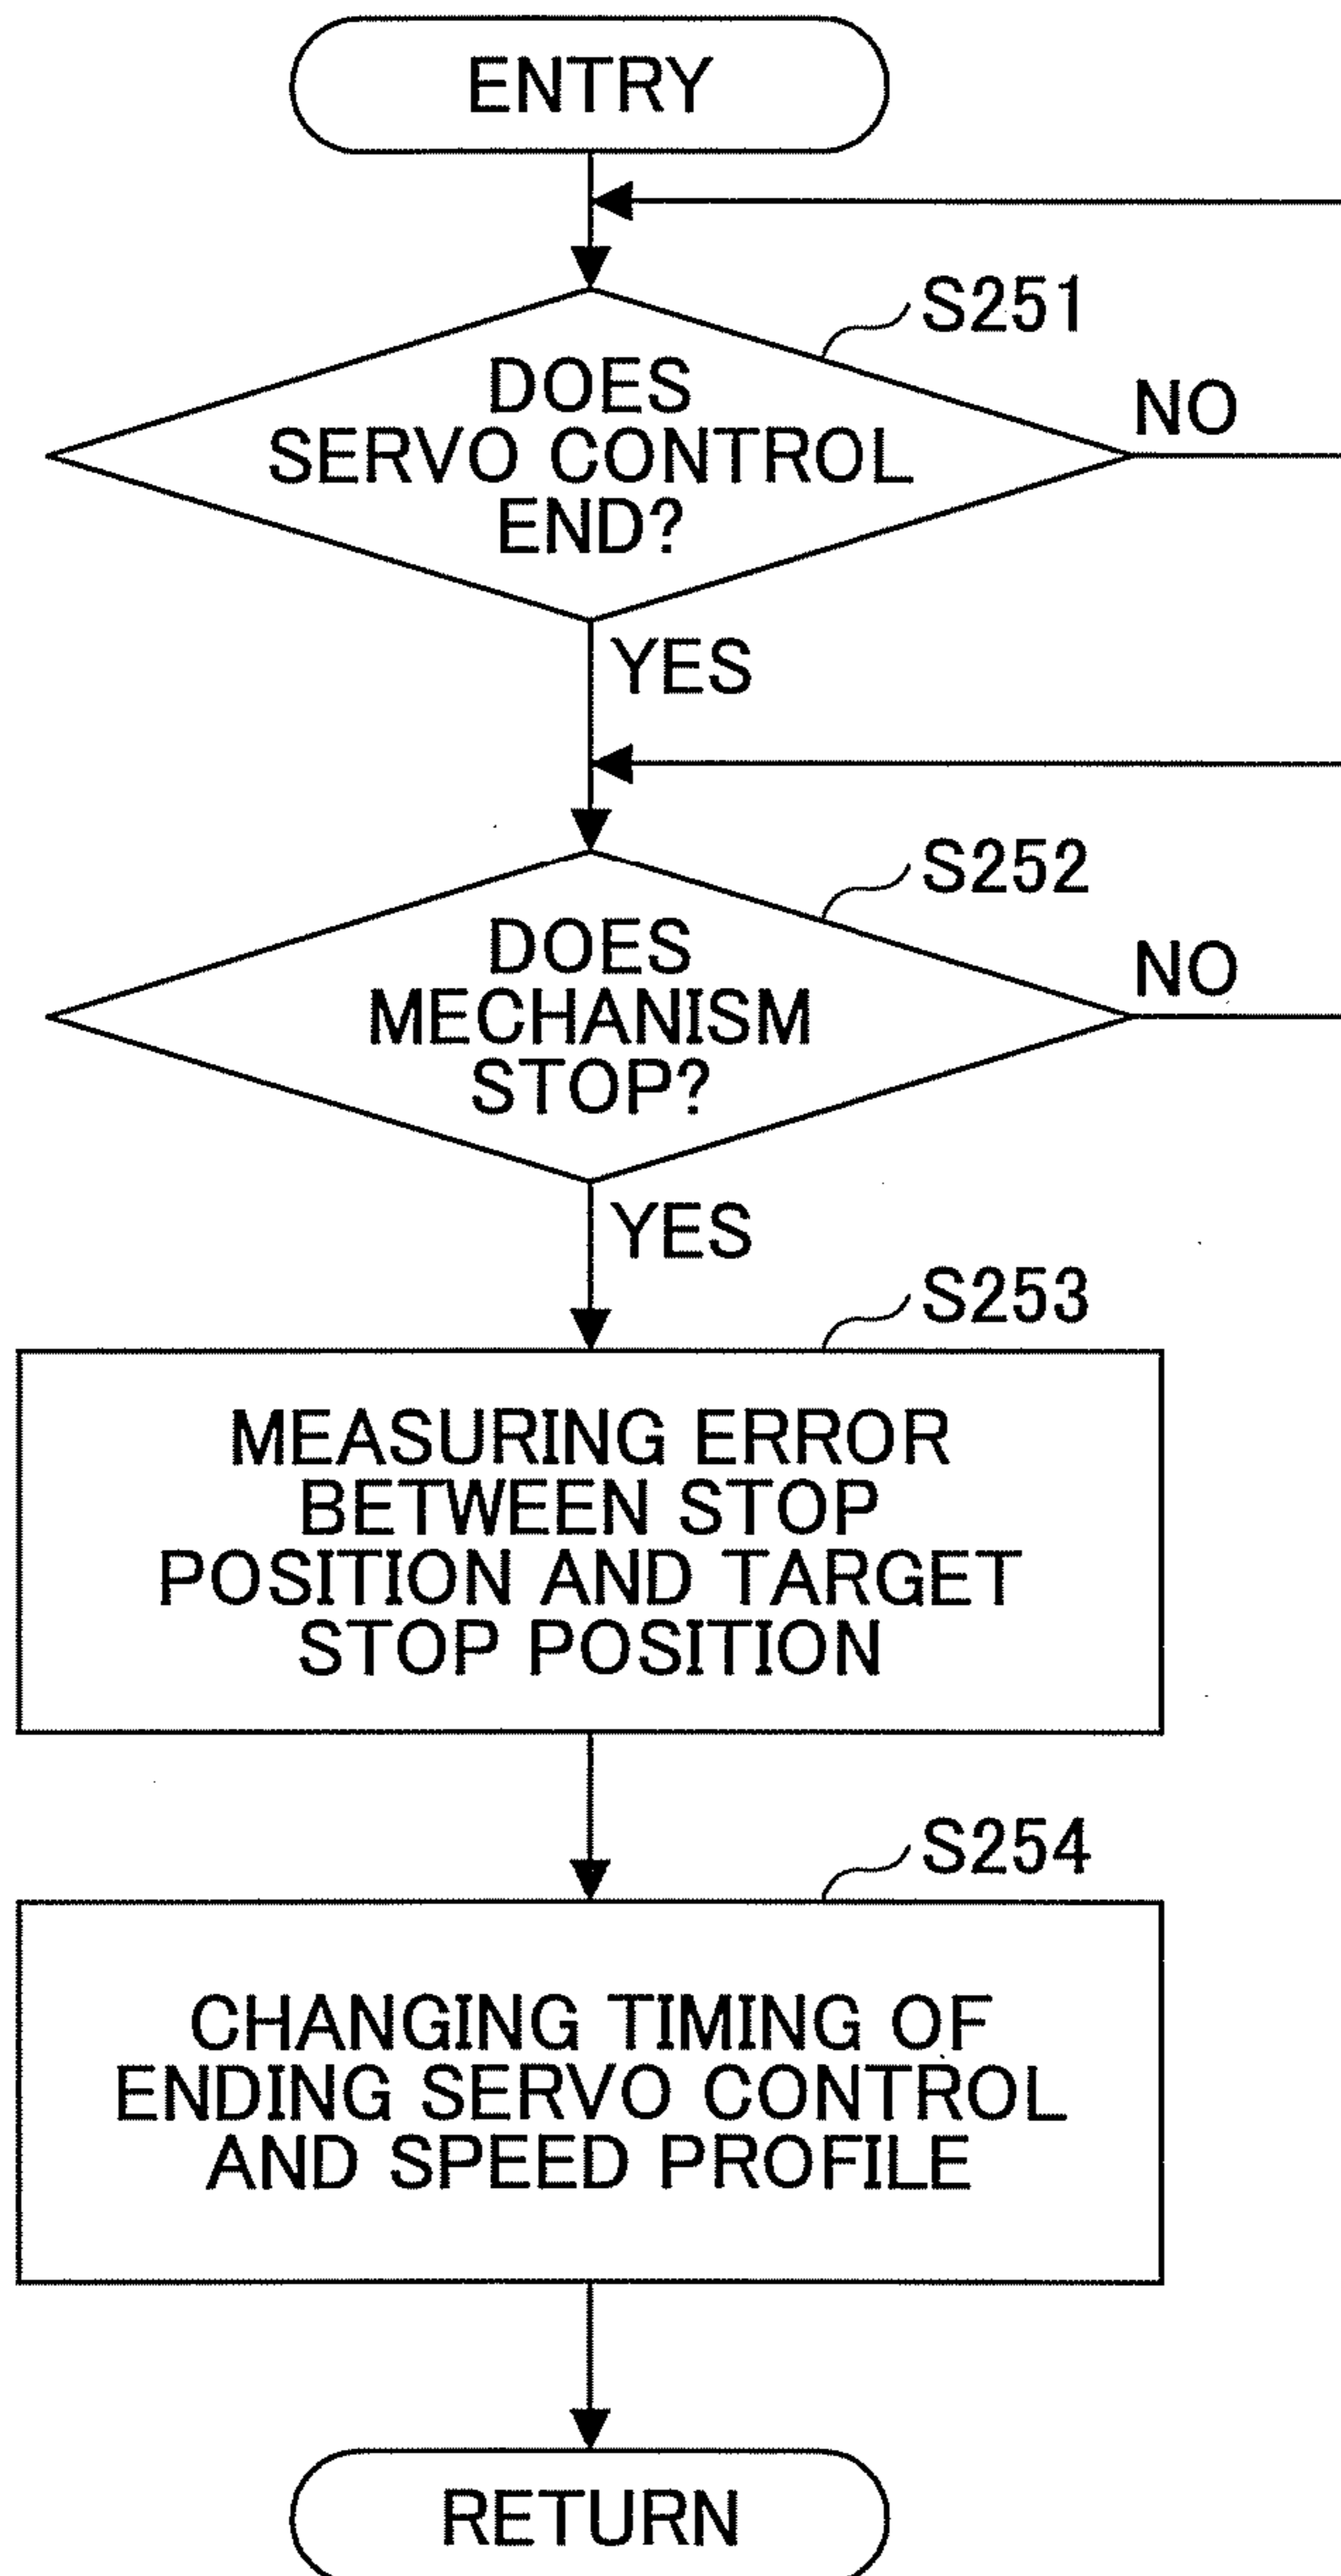 ENTRY
S251
DOES
SERVO CONTROL
END?
NO
YES
S252
DOES
MECHANISM
STOP?
NO
YES
S253
MEASURING ERROR
BETWEEN STOP
POSITION AND TARGET
STOP POSITION
S254
CHANGING TIMING OF
ENDING SERVO CONTROL
AND SPEED PROFILE
RETURN